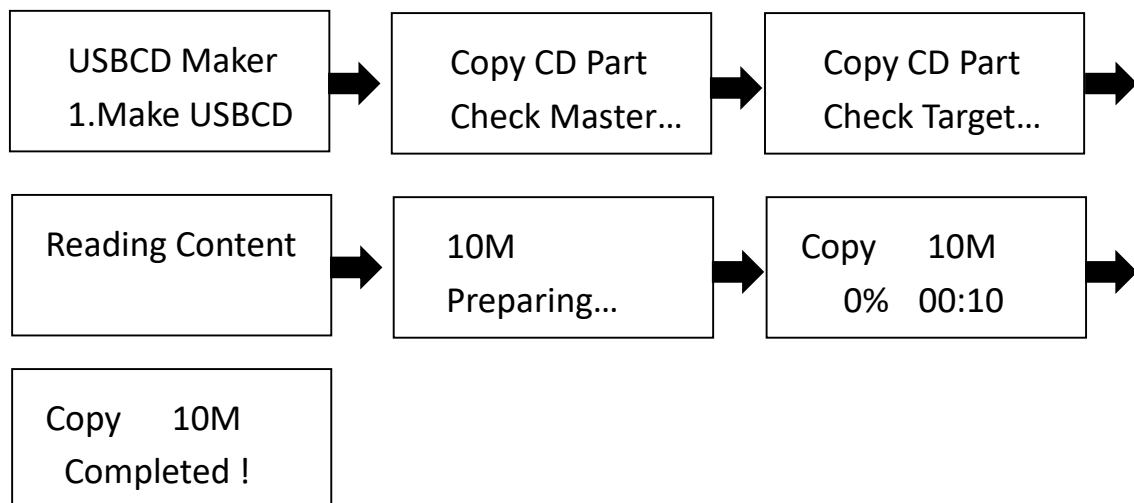 USBCD Maker
1.Make USBCD
Copy CD Part
Check Master…
Copy CD Part
Check Target…
Reading Content
10M
Preparing…
Copy 10M
0% 00:10
Copy 10M
Completed !